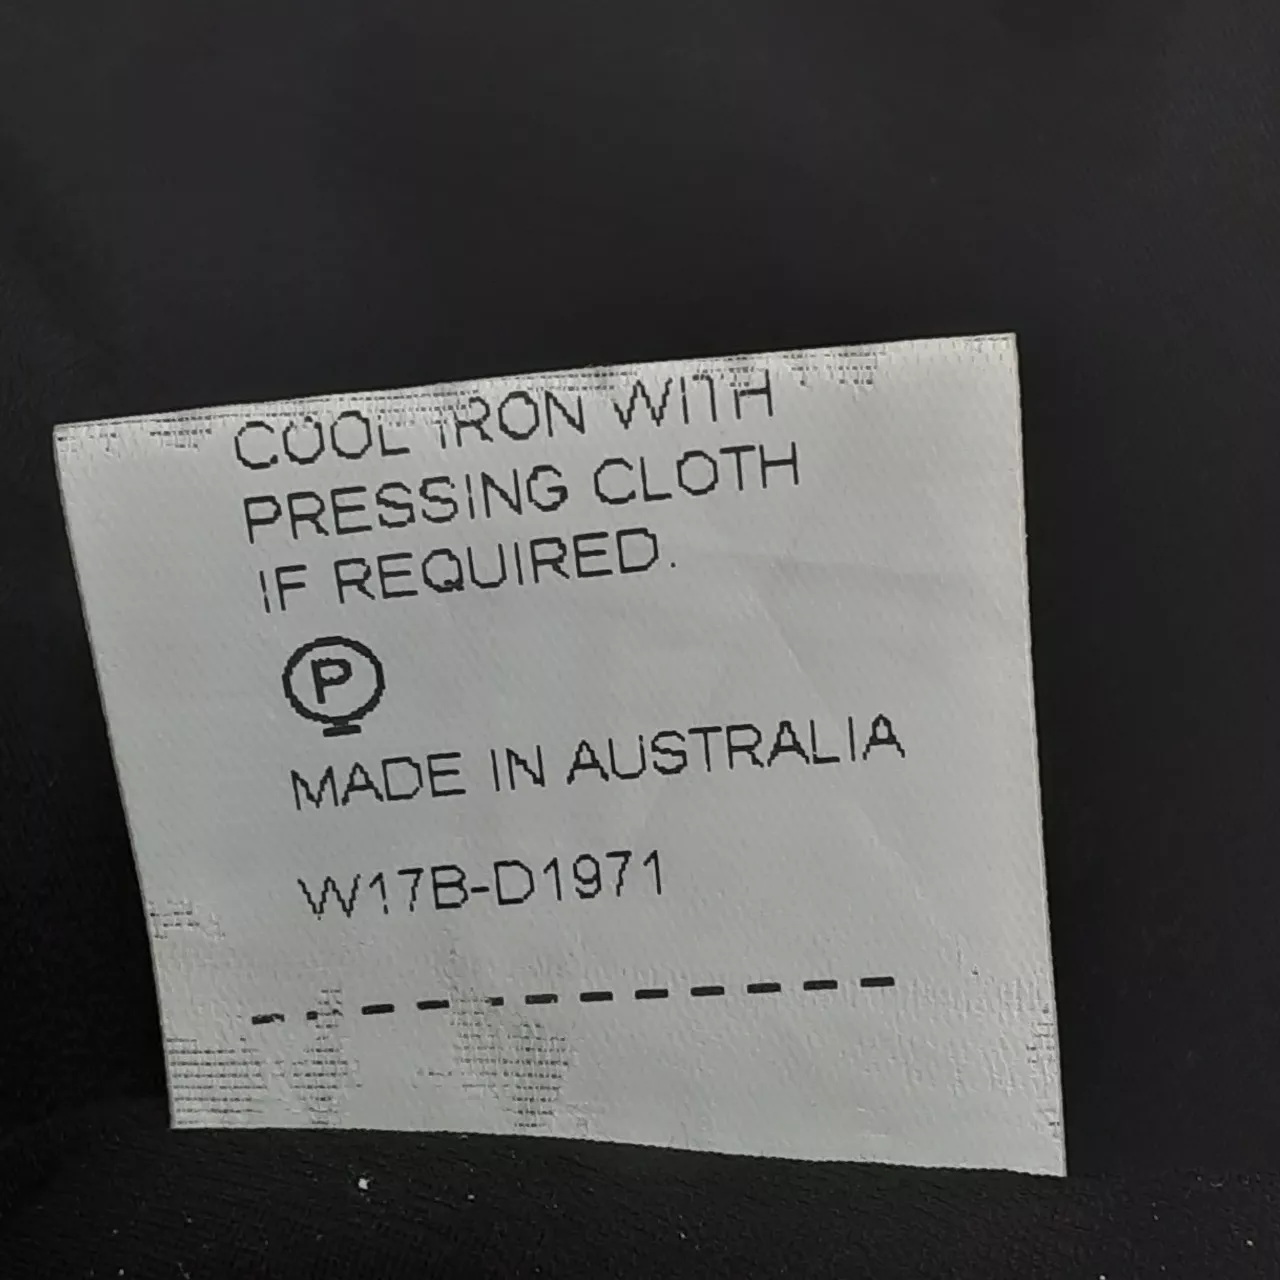 COOL IRON WITH
PRESSING CLOTH
IF REQUIRED.
P
MADE IN AUSTRALIA
W17B-D1971